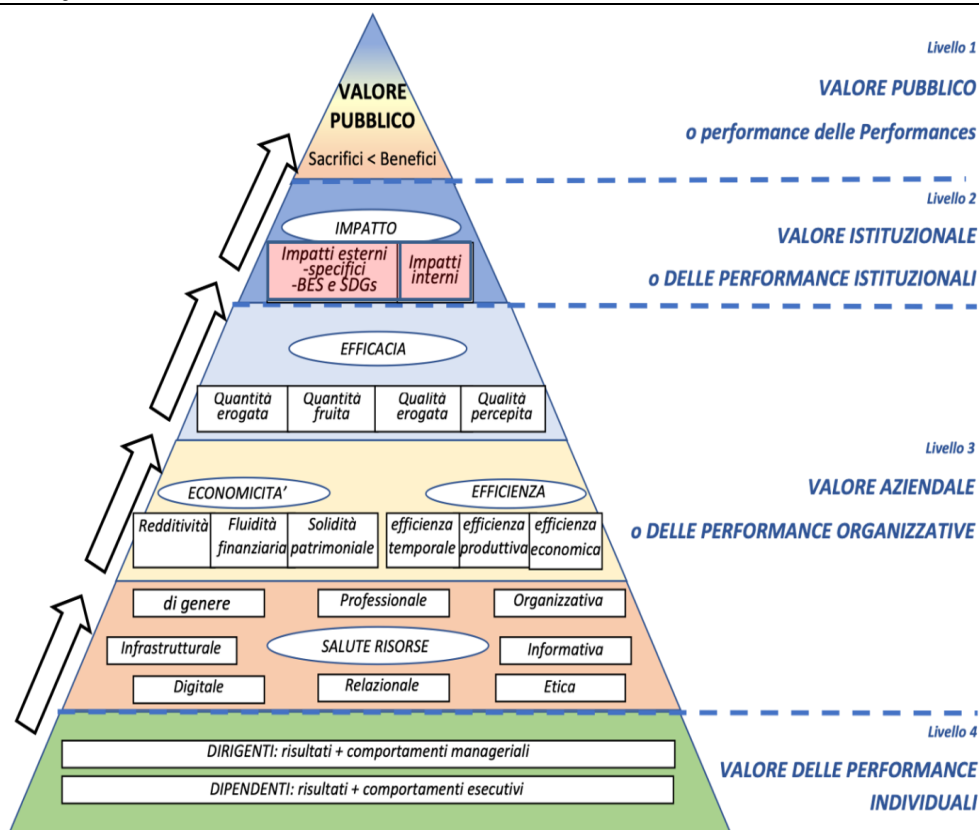 Livello 1
VALORE PUBBLICO
o performance delle Performances
VALORE
PUBBLICO
Sacrifici < Benefici
Livello 2
VALORE ISTITUZIONALE
o DELLE PERFORMANCE ISTITUZIONALI
IMPATTO
Impatti esterni
-specifici
-BES e SDGs
Impatti
interni
EFFICACIA
Quantità
erogata
Quantità
fruita
Qualità
erogata
Qualità
percepita
Livello 3
VALORE AZIENDALE
o DELLE PERFORMANCE ORGANIZZATIVE
ECONOMICITA’
EFFICIENZA
Redditività
Fluidità
finanziaria
Solidità
patrimoniale
efficienza
temporale
efficienza
produttiva
efficienza
economica
di genere
Professionale
Organizzativa
Infrastrutturale
SALUTE RISORSE
Informativa
Digitale
Relazionale
Etica
Livello 4
VALORE DELLE PERFORMANCE
INDIVIDUALI
DIRIGENTI: risultati + comportamenti manageriali
DIPENDENTI: risultati + comportamenti esecutivi